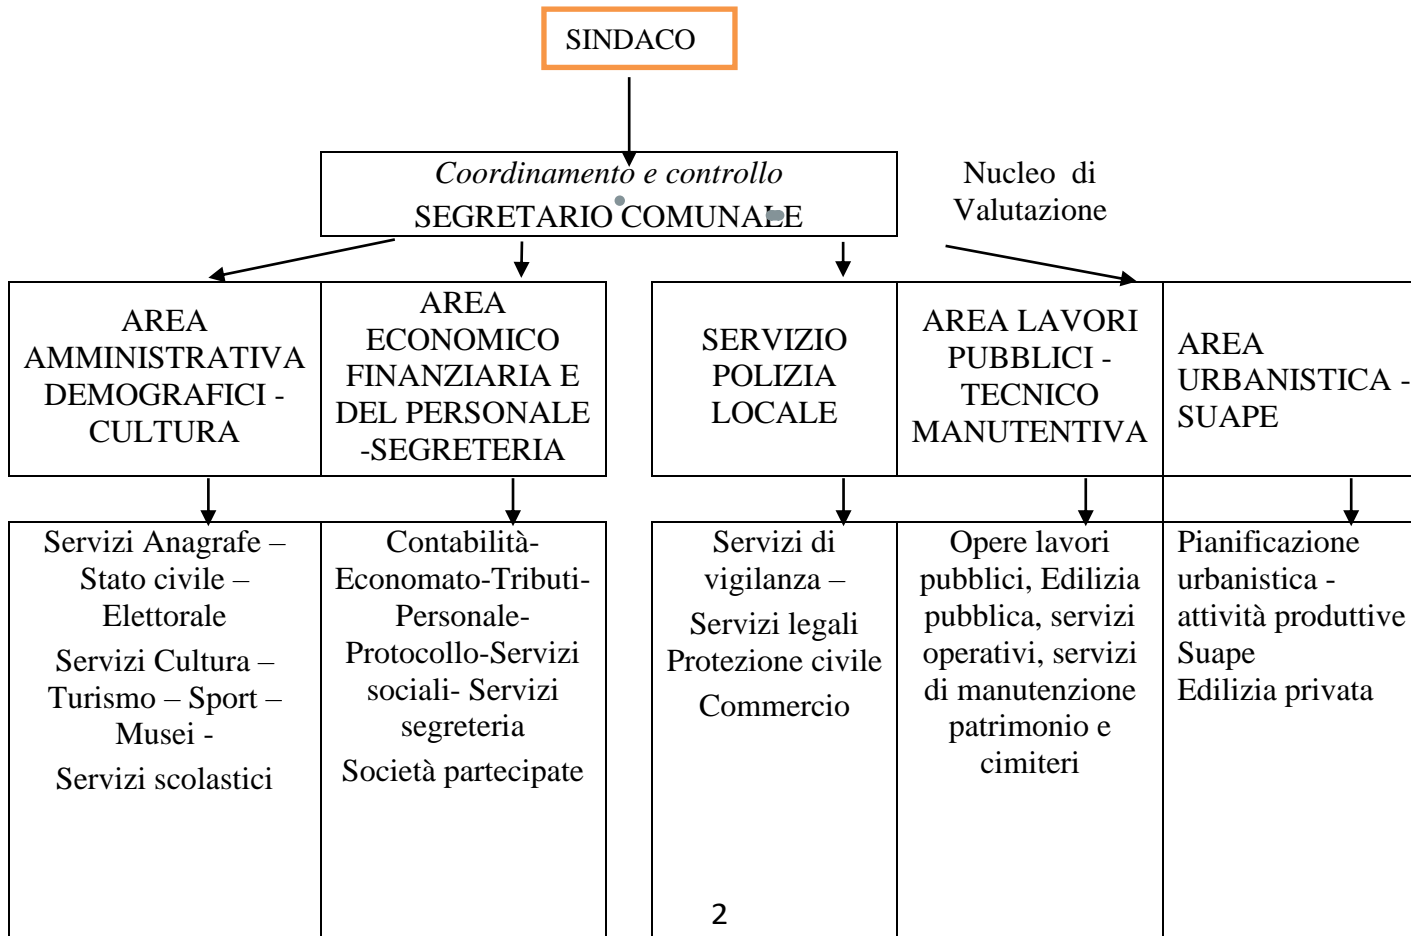 SINDACO
Coordinamento e controllo
SEGRETARIO COMUNALE
Nucleo di
Valutazione
AREA
AMMINISTRATIVA
DEMOGRAFICI -
CULTURA
AREA
ECONOMICO
FINANZIARIA E
DEL PERSONALE
-SEGRETERIA
SERVIZIO
POLIZIA
LOCALE
AREA LAVORI
PUBBLICI -
TECNICO
MANUTENTIVA
AREA
URBANISTICA -
SUAPE
Servizi Anagrafe –
Stato civile –
Elettorale
Servizi Cultura –
Turismo – Sport –
Musei -
Servizi scolastici
Contabilità-
Economato-Tributi-
Personale-
Protocollo-Servizi
sociali- Servizi
segreteria
Società partecipate
Servizi di
vigilanza –
Servizi legali
Protezione civile
Commercio
Opere lavori
pubblici, Edilizia
pubblica, servizi
operativi, servizi
di manutenzione
patrimonio e
cimiteri
Pianificazione
urbanistica -
attività produttive
Suape
Edilizia privata
2